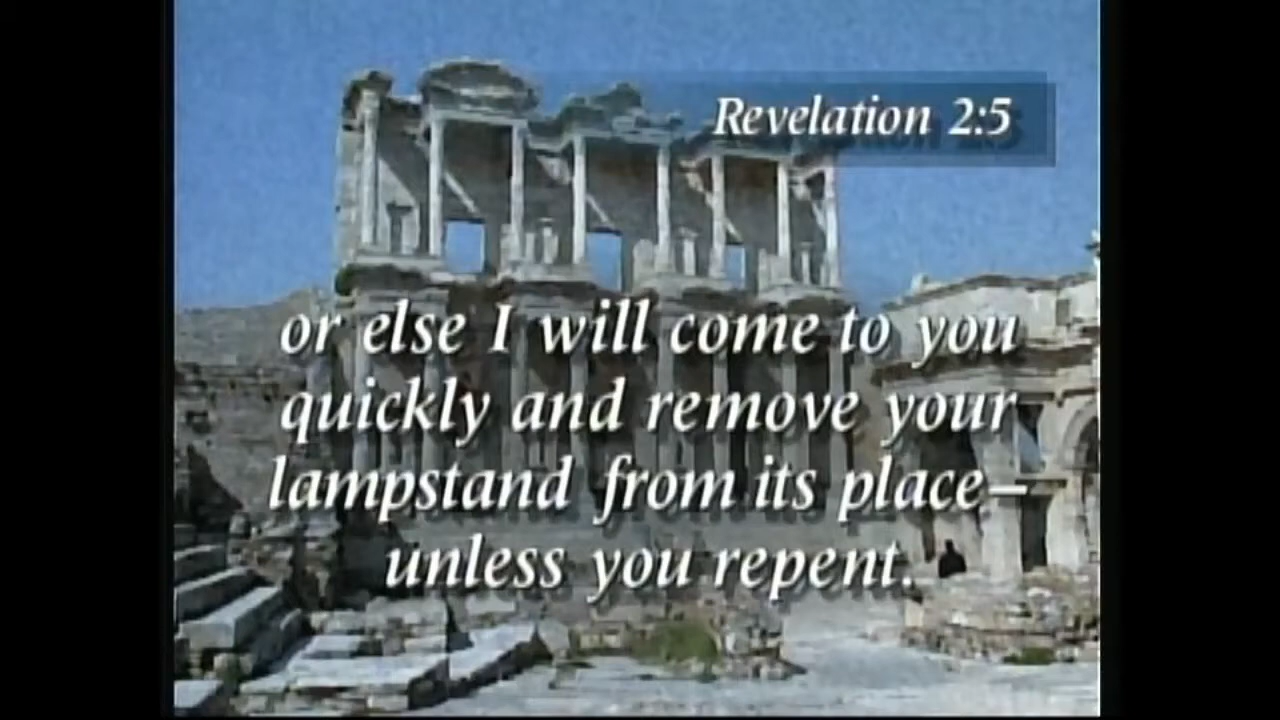 Revelation 2:5
or else I will come to you
quickly and remove your
lampstand from its place–
unless you repent.